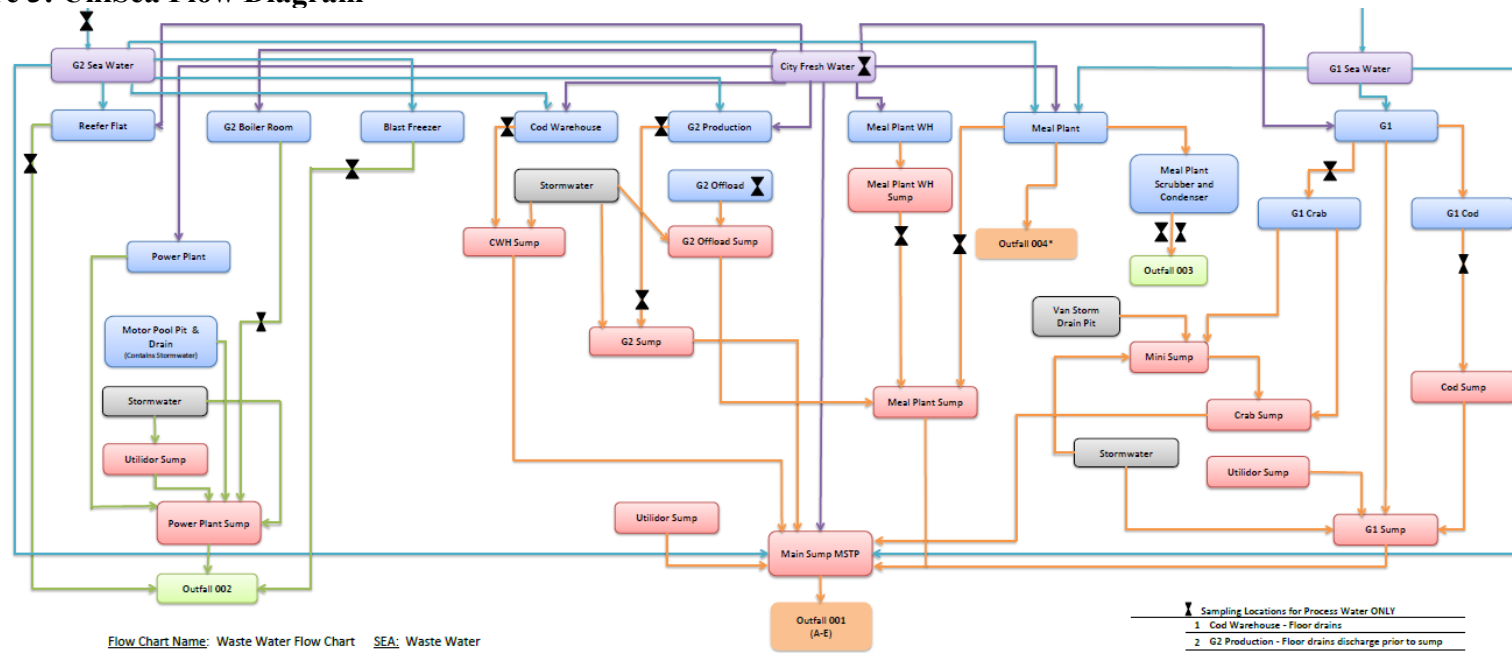 G2 Sea Water
City Fresh Water
G1 Sea Water
Reefer Flat
G2 Boiler Room
Blast Freezer
Cod Warehouse
G2 Production
Meal Plant WH
Meal Plant
G1
Stormwater
G2 Offload
Meal Plant WH
Sump
Meal Plant
Scrubber and
Condenser
G1 Crab
G1 Cod
CWH Sump
G2 Offload Sump
Outfall 004*
Power Plant
Outfall 003
Motor Pool Pit &
Drain
(Contains Stormwater)
Van Storm
Drain Pit
G2 Sump
Mini Sump
Stormwater
Meal Plant Sump
Cod Sump
Crab Sump
Utilidor Sump
Stormwater
Utilidor Sump
Power Plant Sump
Utilidor Sump
G1 Sump
Main Sump MSTP
Outfall 002
Outfall 001
(A-E)
Sampling Locations for Process Water ONLY
1 Cod Warehouse - Floor drains
2 G2 Production - Floor drains discharge prior to sump
Flow Chart Name: Waste Water Flow Chart SEA: Waste Water